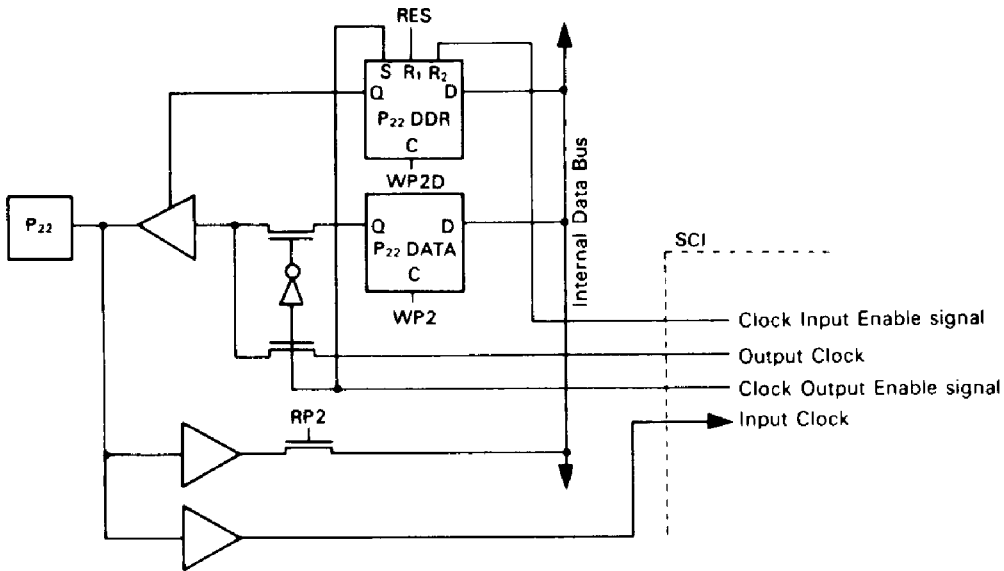 RES
S R₁ R₂
Q D
P₂₂ DDR
C
WP2D
P₂₂
Q D
P₂₂ DATA
C
WP2
Internal Data Bus
SCI
Clock Input Enable signal
Output Clock
Clock Output Enable signal
Input Clock
RP2